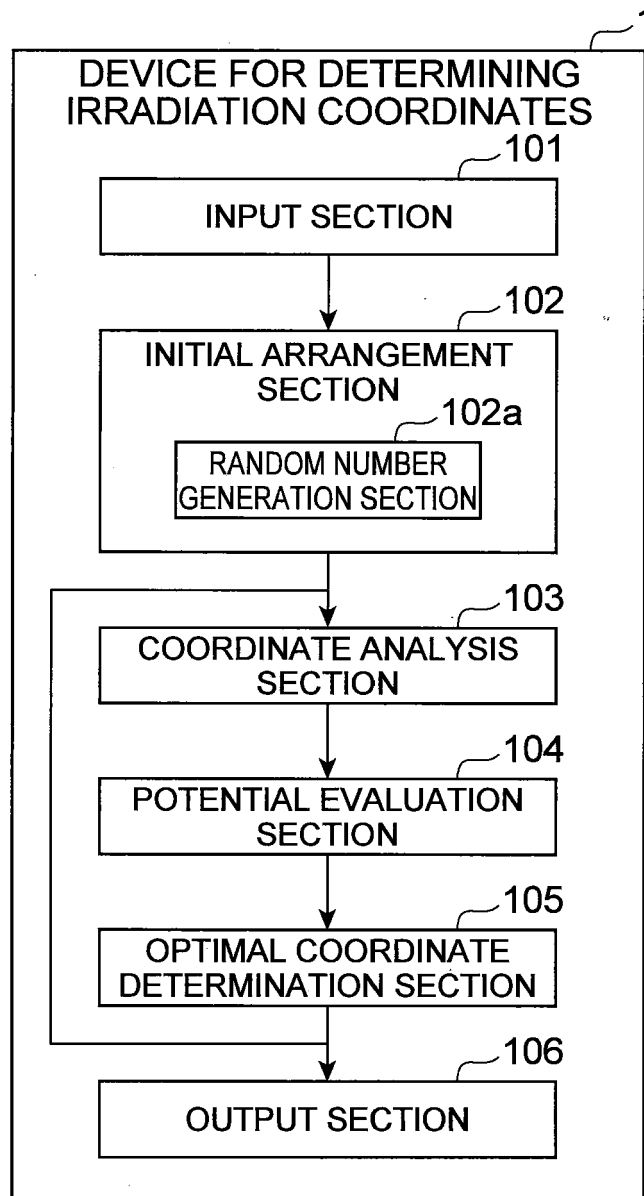 DEVICE FOR DETERMINING
IRRADIATION COORDINATES
101
INPUT SECTION
102
INITIAL ARRANGEMENT
SECTION
102a
RANDOM NUMBER
GENERATION SECTION
103
COORDINATE ANALYSIS
SECTION
104
POTENTIAL EVALUATION
SECTION
105
OPTIMAL COORDINATE
DETERMINATION SECTION
106
OUTPUT SECTION